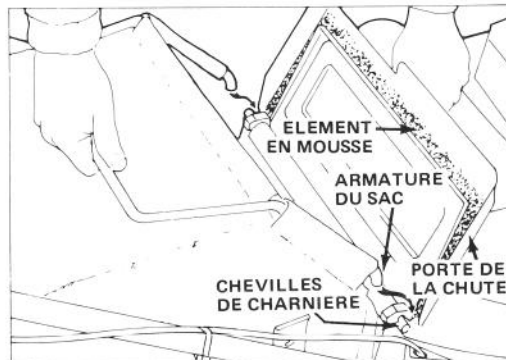 ELEMENT
EN MOUSSE
ARMATURE
DU SAC
PORTE DE
LA CHUTE
CHEVILLES
DE CHARNIERE